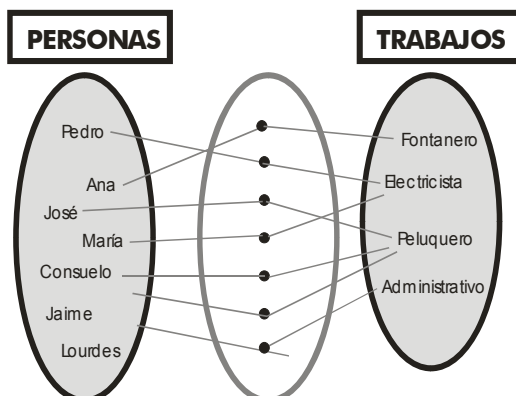 PERSONAS
TRABAJOS
Pedro
Ana
José
María
Consuelo
Jaime
Lourdes
Fontanero
Electricista
Peluquero
Administrativo